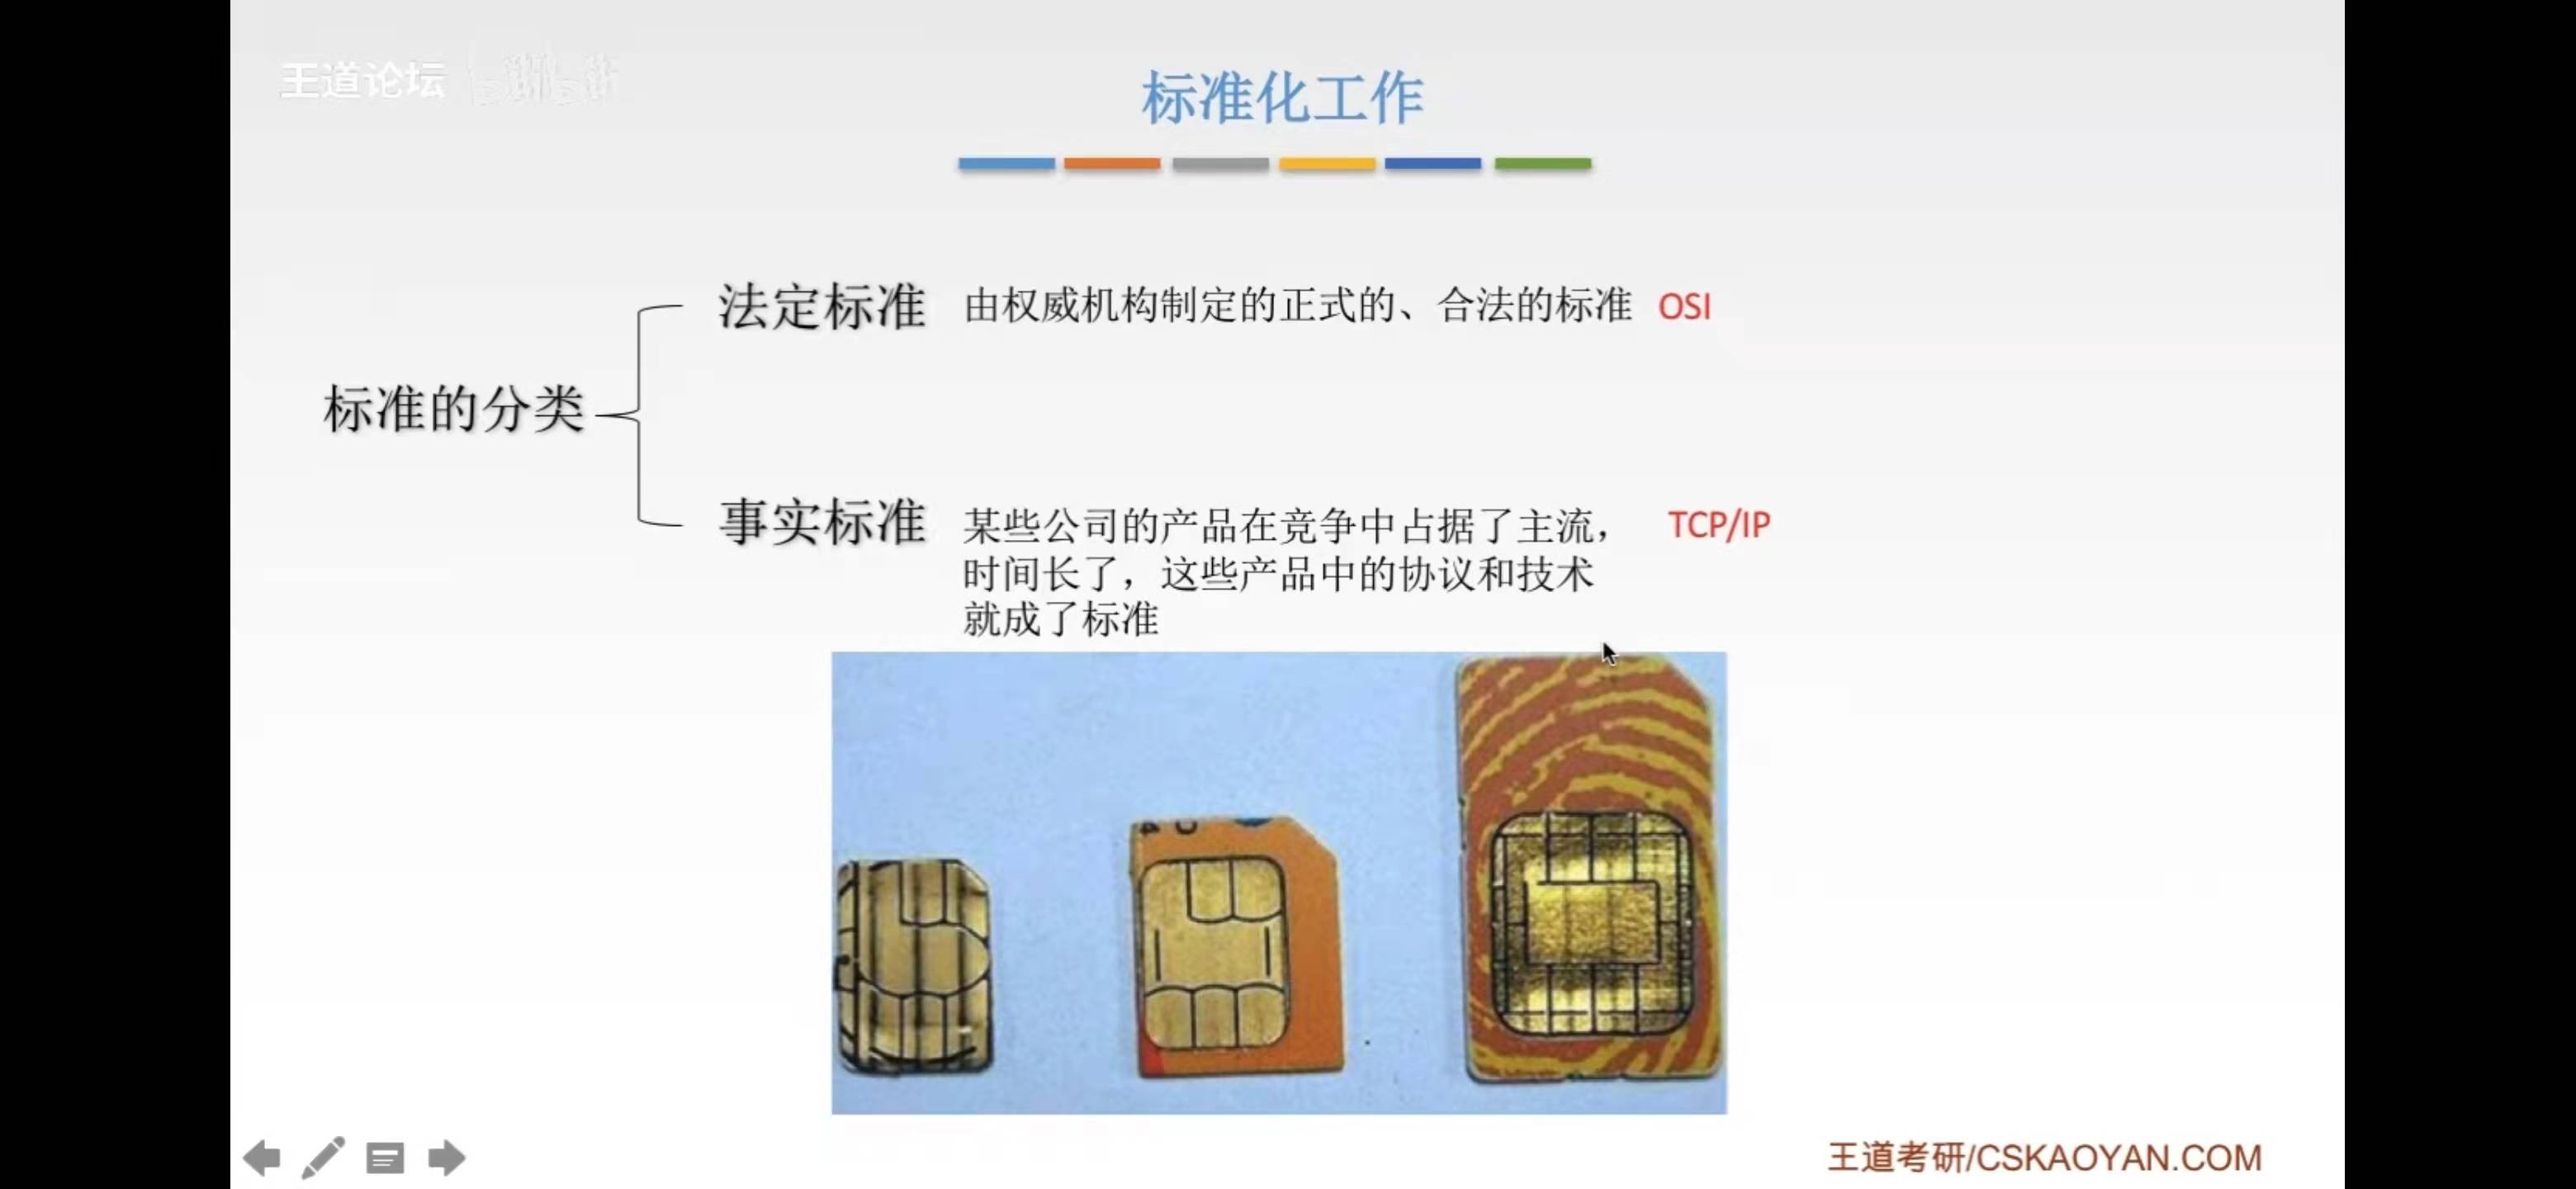 王道论坛 bilibili
标准化工作
法定标准 由权威机构制定的正式的、合法的标准 OSI
标准的分类
事实标准 某些公司的产品在竞争中占据了主流， TCP/IP
时间长了，这些产品中的协议和技术
就成了标准
王道考研/CSKAOYAN.COM